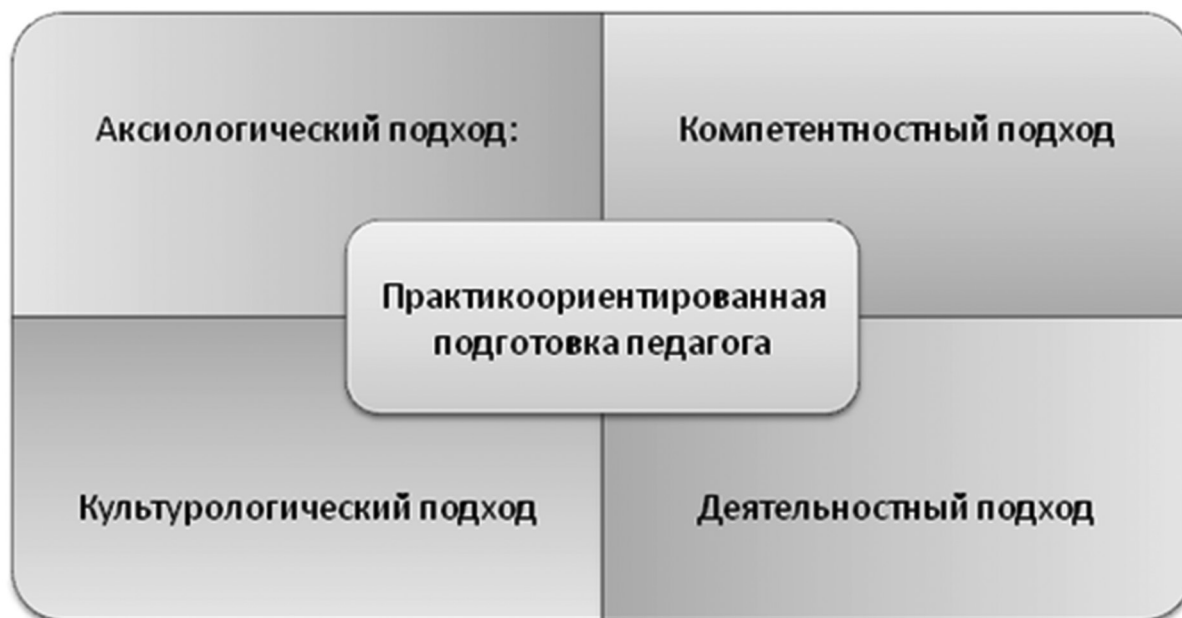 Аксиологический подход:
Компетентностный подход
Практикоориентированная
подготовка педагога
Культурологический подход
Деятельностный подход